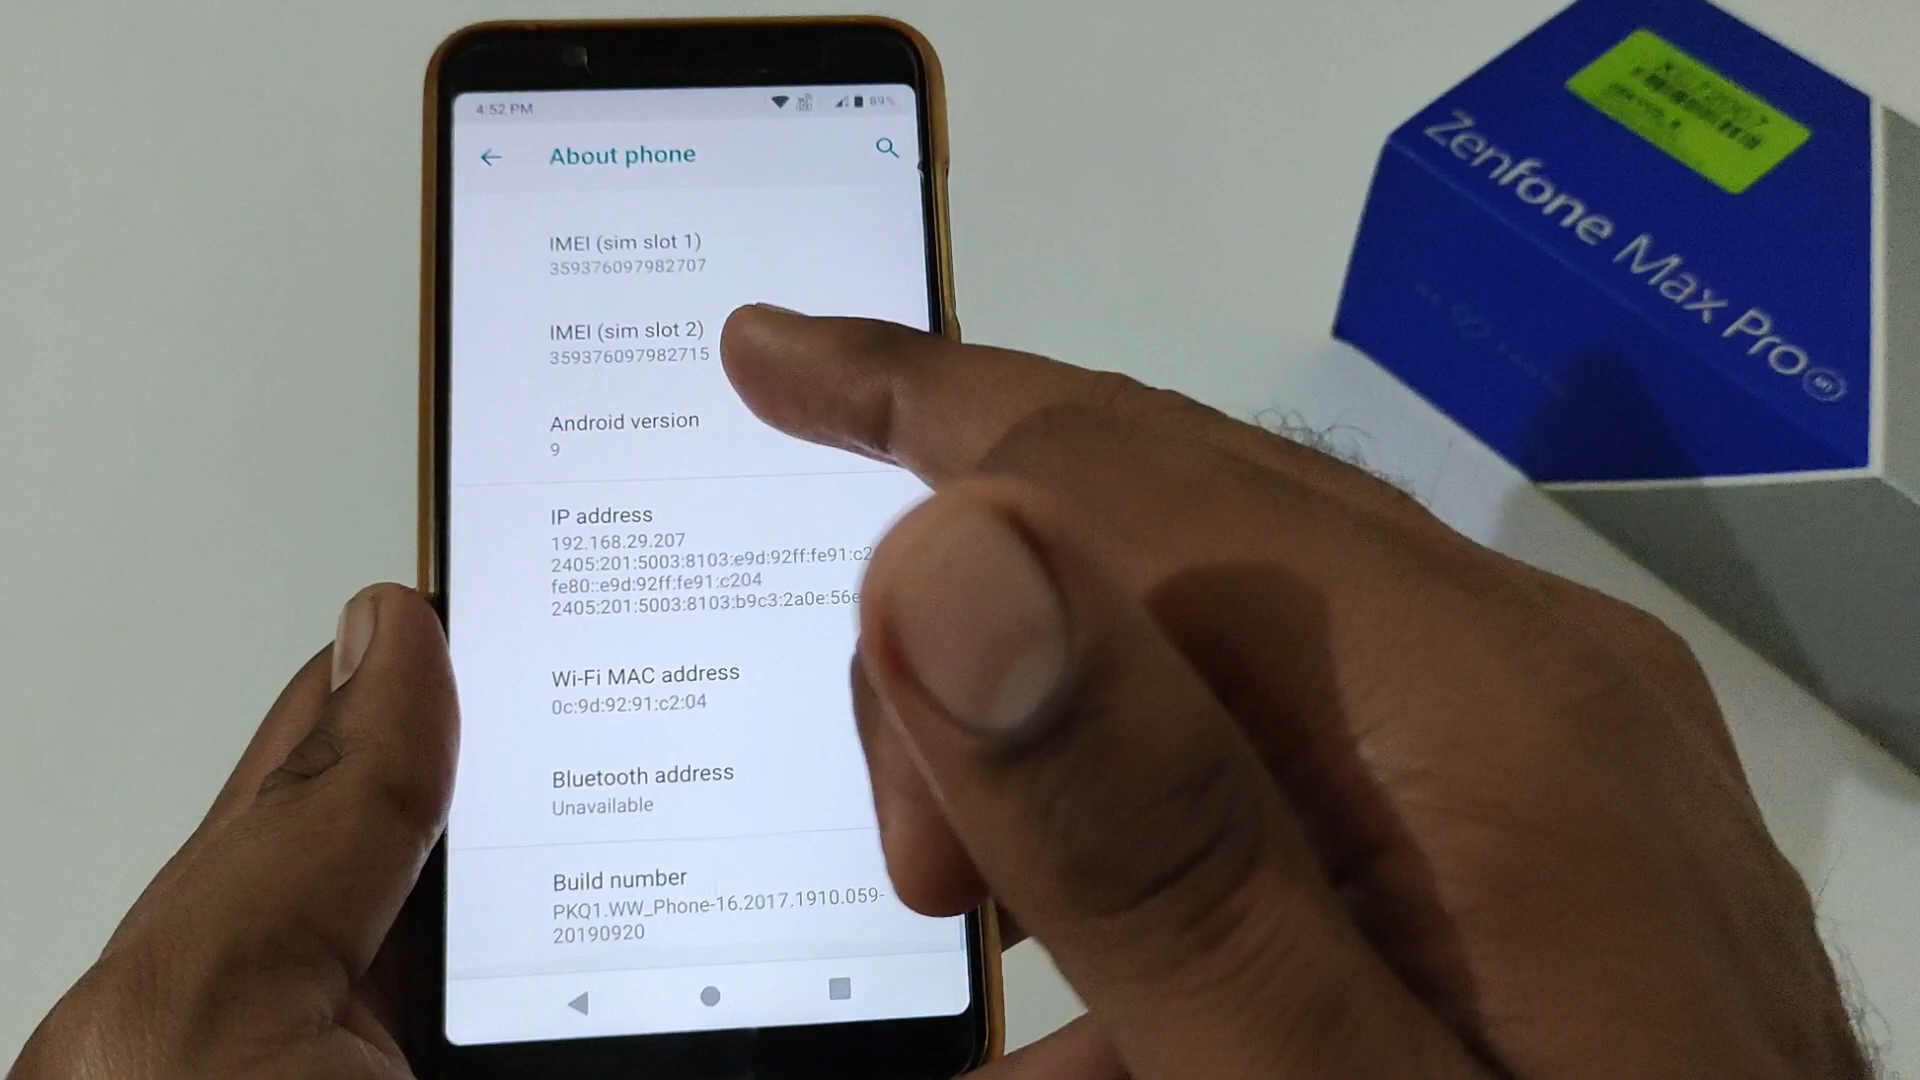 4:52 PM
89%
About phone
IMEI (sim slot 1)
359376097982707
IMEI (sim slot 2)
359376097982715
Android version
9
IP address
192.168.29.207
2405:201:5003:8103:e9d:92ff:fe91:c2
fe80::e9d:92ff:fe91:c204
2405:201:5003:8103:b9c3:2a0e:56e
Wi-Fi MAC address
0c:9d:92:91:c2:04
Bluetooth address
Unavailable
Build number
PKQ1.WW_Phone-16.2017.1910.059-
20190920
Zenfone Max Pro M1